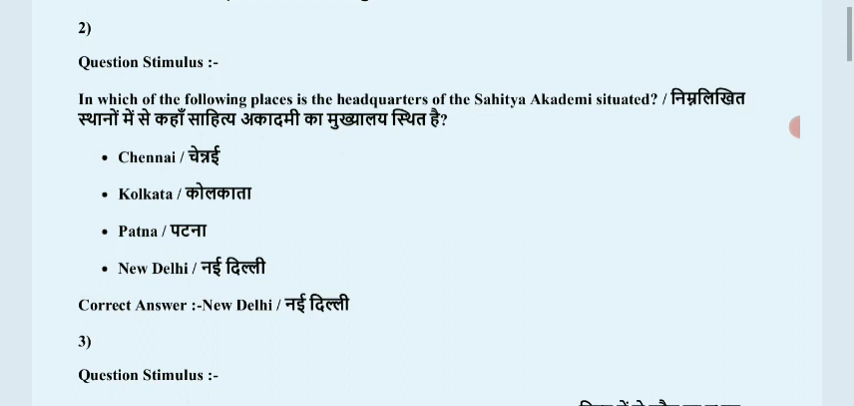 2)
Question Stimulus :-
In which of the following places is the headquarters of the Sahitya Akademi situated? / निम्नलिखित
स्थानों में से कहाँ साहित्य अकादमी का मुख्यालय स्थित है?
• Chennai / चेन्नई
• Kolkata / कोलकाता
• Patna / पटना
• New Delhi / नई दिल्ली
Correct Answer :-New Delhi / नई दिल्ली
3)
Question Stimulus :-